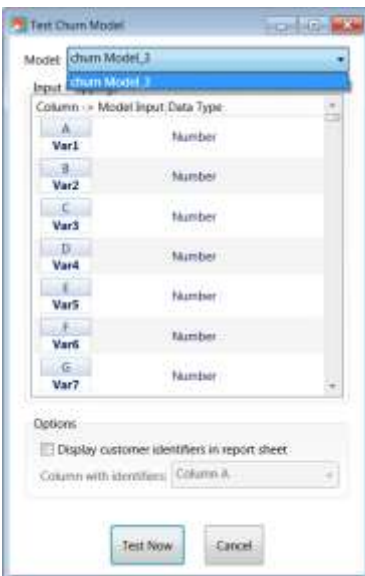 Test Churn Model
Model: churn Model_3
churn Model_3
Input
Column -> Model Input Data Type
A
Var1 Number
B
Var2 Number
C
Var3 Number
D
Var4 Number
E
Var5 Number
F
Var6 Number
G
Var7 Number
Options
Display customer identifiers in report sheet
Column with identifiers: Column A
Test Now Cancel